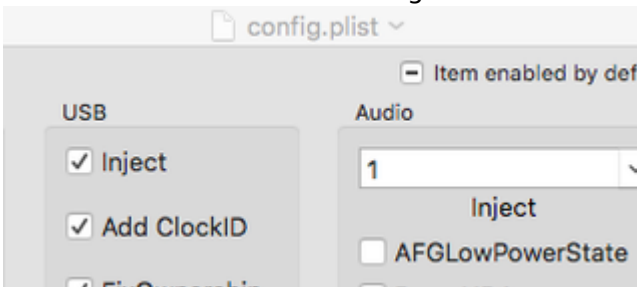 config.plist
Item enabled by def
USB
Audio
Inject
1
Inject
Add ClockID
AFGLowPowerState